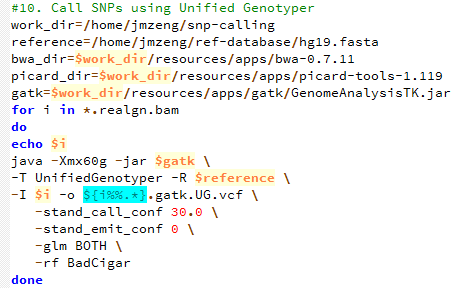 #10. Call SNPs using Unified Genotyper
work_dir=/home/jmzeng/snp-calling
reference=/home/jmzeng/ref-database/hg19.fasta
bwa_dir=$work_dir/resources/apps/bwa-0.7.11
picard_dir=$work_dir/resources/apps/picard-tools-1.119
gatk=$work_dir/resources/apps/gatk/GenomeAnalysisTK.jar
for i in *.realgn.bam
do
echo $i
java -Xmx60g -jar $gatk \
-T UnifiedGenotyper -R $reference \
-I $i -o ${i%%.*}.gatk.UG.vcf \
   -stand_call_conf 30.0 \
   -stand_emit_conf 0 \
   -glm BOTH \
   -rf BadCigar
done